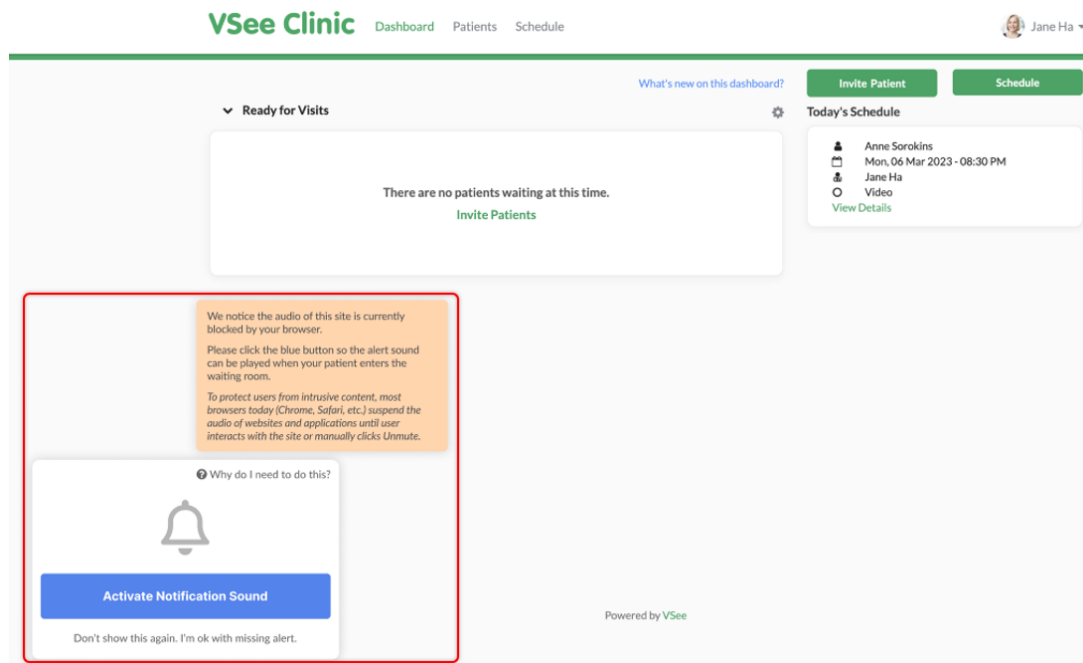 VSee Clinic Dashboard Patients Schedule Jane Ha
What's new on this dashboard? Invite Patient Schedule
Ready for Visits
Today's Schedule
There are no patients waiting at this time.
Invite Patients
Anne Sorokins
Mon, 06 Mar 2023 - 08:30 PM
Jane Ha
Video
View Details
We notice the audio of this site is currently
blocked by your browser.
Please click the blue button so the alert sound
can be played when your patient enters the
waiting room.
To protect users from intrusive content, most
browsers today (Chrome, Safari, etc.) suspend the
audio of websites and applications until user
interacts with the site or manually clicks Unmute.
Why do I need to do this?
Activate Notification Sound
Don't show this again. I'm ok with missing alert.
Powered by VSee